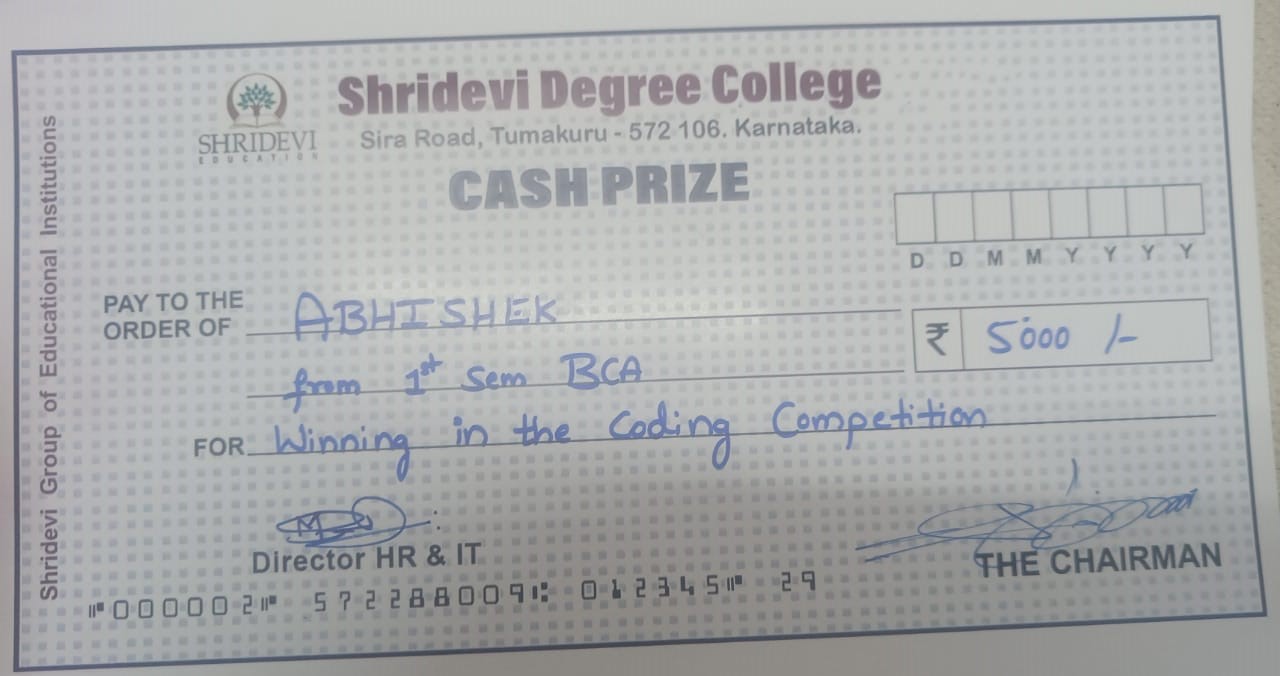 Shridevi Group of Educational Institutions
SHRIDEVI
EDUCATION
Shridevi Degree College
Sira Road, Tumakuru - 572 106. Karnataka.
CASH PRIZE
D D M M Y Y Y Y
PAY TO THE
ORDER OF ABHISHEK
₹ 5000 /-
from 1st Sem BCA
FOR Winning in the Coding Competition
Director HR & IT
THE CHAIRMAN
⑈000002⑈ 572288009⑆ 012345⑈ 29